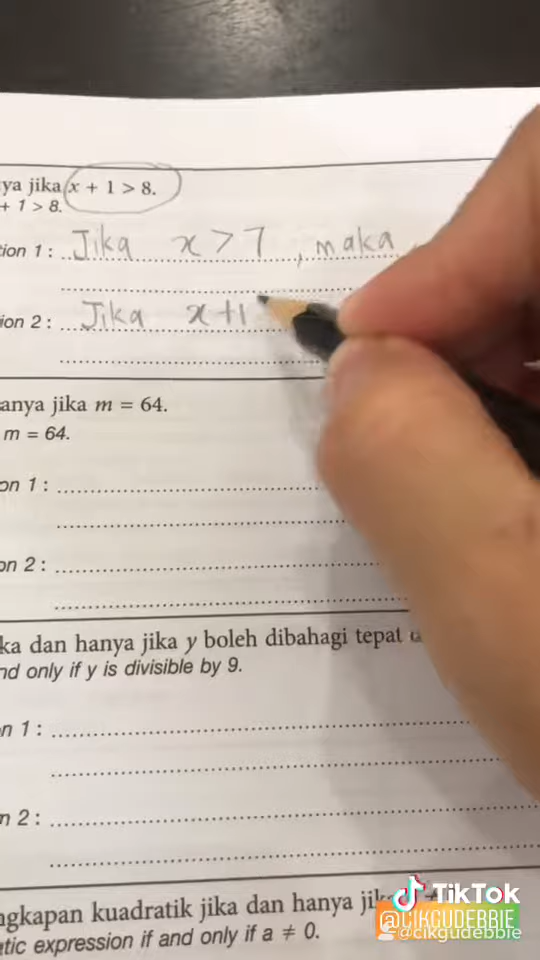 ya jika x + 1 > 8.
+ 1 > 8.
ion 1 : Jika x > 7, maka
ion 2 : Jika x+1
anya jika m = 64.
m = 64.
on 1 :
on 2 :
ka dan hanya jika y boleh dibahagi tepat
nd only if y is divisible by 9.
n 1 :
n 2 :
ngkapan kuadratik jika dan hanya jik
atic expression if and only if a ≠ 0.
TikTok
@CIKGUDEBBIE
@cikgudebbie